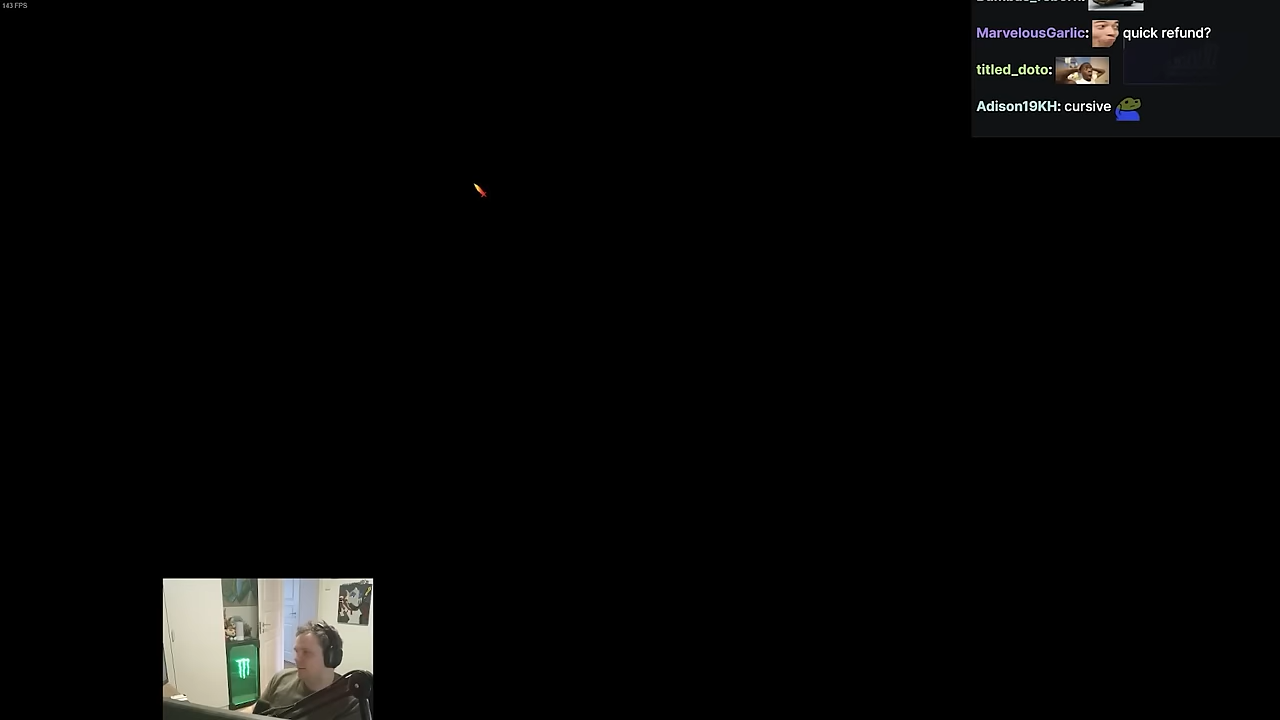 143 FPS
MarvelousGarlic: quick refund?
titled_doto:
Adison19KH: cursive